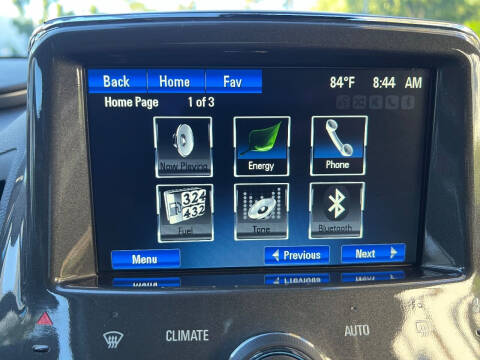 Back Home Fav 84°F 8:44 AM
Home Page 1 of 3
Now Playing Energy Phone
324
432
Fuel Tone Bluetooth
Menu Previous Next
CLIMATE AUTO